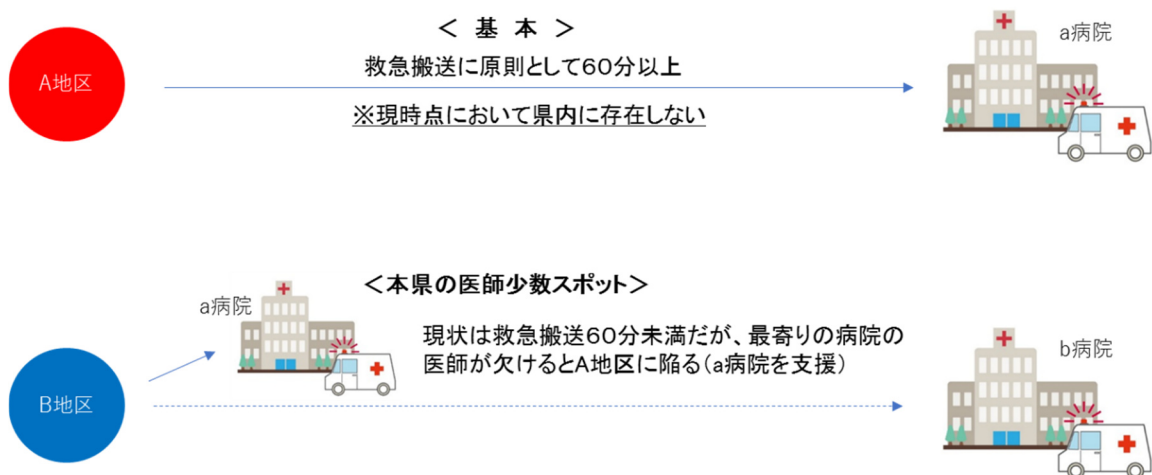 ＜ 基 本 ＞
a病院
救急搬送に原則として60分以上
A地区
※現時点において県内に存在しない
＜本県の医師少数スポット＞
a病院
現状は救急搬送60分未満だが、最寄りの病院の
医師が欠けるとA地区に陥る(a病院を支援)
b病院
B地区